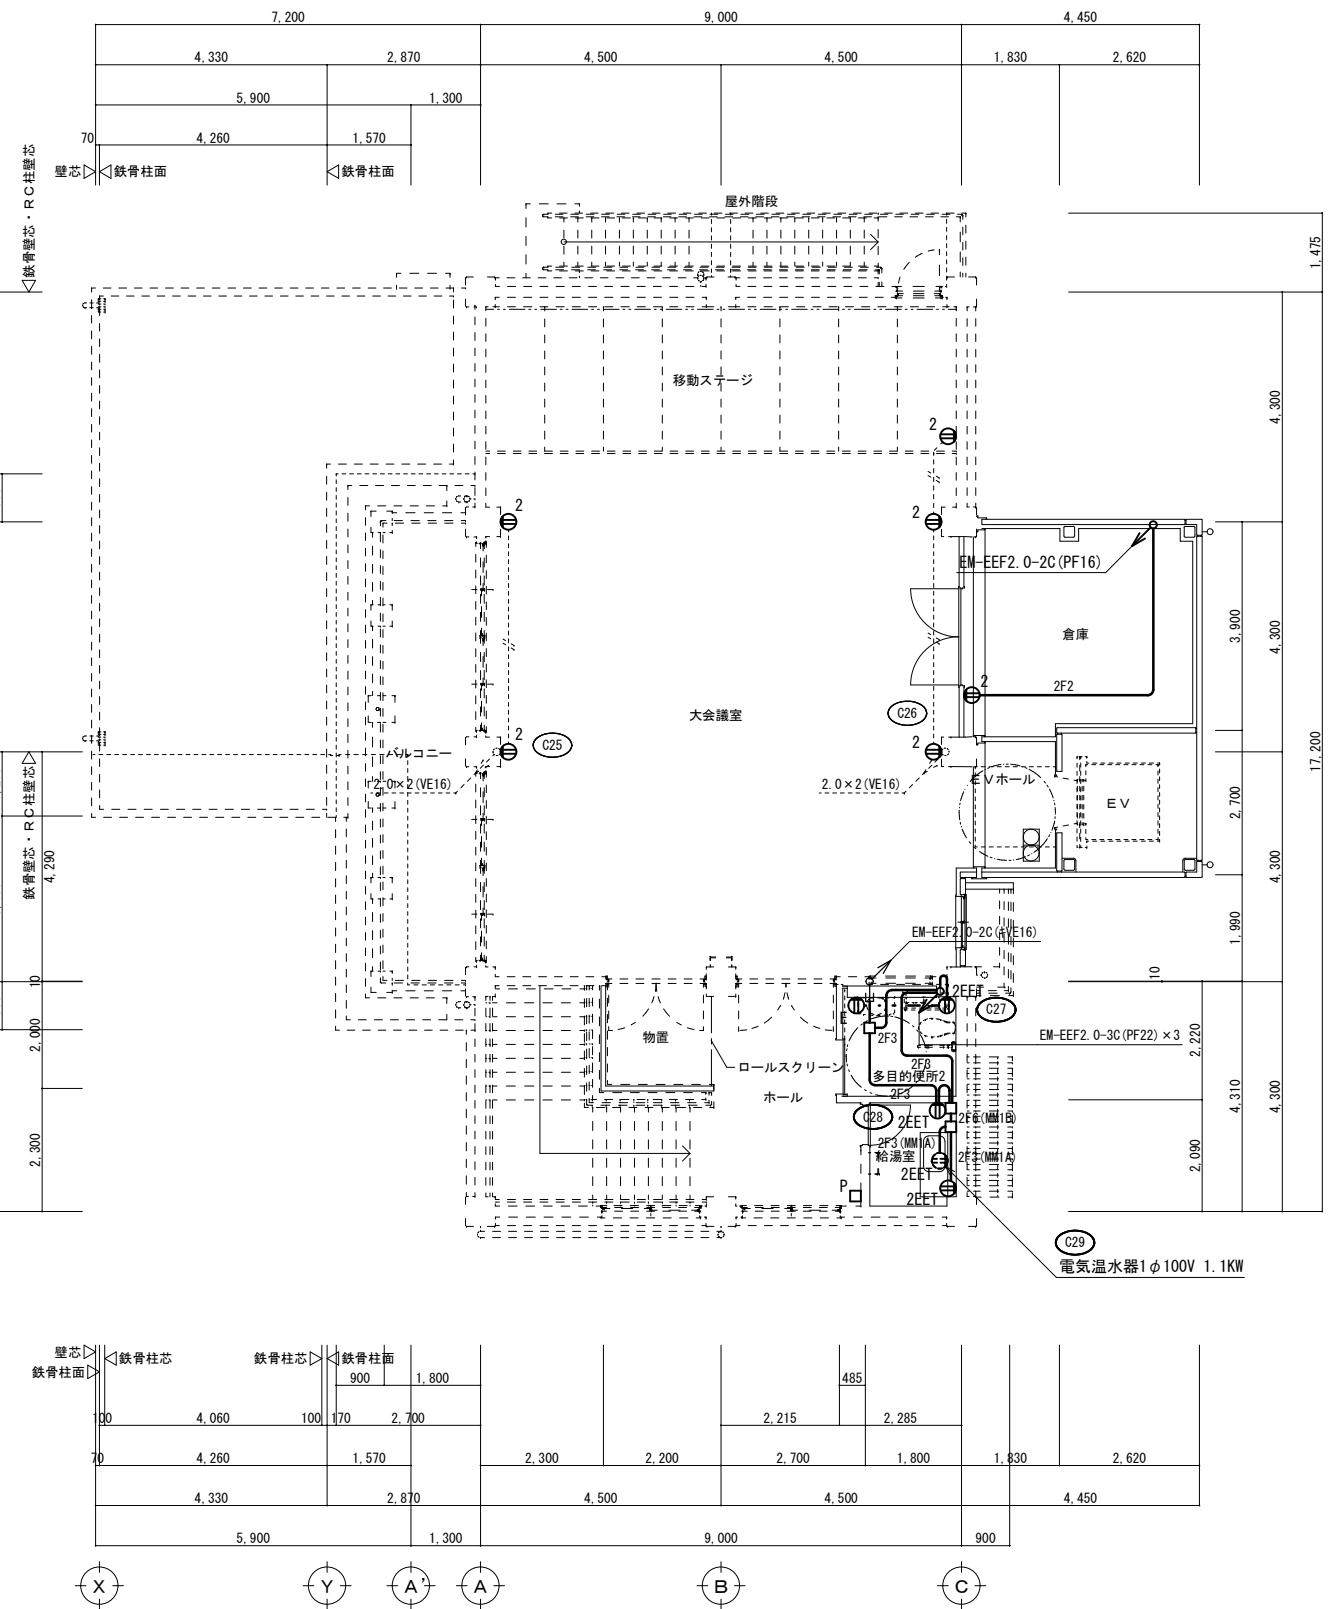 7,200 9,000 4,450
4,330 2,870 4,500 4,500 1,830 2,620
5,900 1,300
70 4,260 1,570
壁芯 鉄骨柱面 鉄骨柱面
鉄骨壁芯・RC柱壁芯
屋外階段
1,475
移動ステージ
4,300
2
2 2
EM-EEF2.0-2C(PF16)
倉庫
3,900
4,300
2
2F2
大会議室
C26
17,200
2 C25 2
バルコニー
2.0×2(VE16) 2.0×2(VE16)
EVホール
EV
2,700
鉄骨壁芯・RC柱壁芯
4,290
4,300
EM-EEF2.0-2C(VE16)
1,990
10
10
2EET
C27
E
2F3
EM-EEF2.0-3C(PF22)×3
2,220
物置
ロールスクリーン
2F3
多目的便所2
2F3
ホール
2,000
C28
2EET
2F6(MM1B)
4,310
4,300
2F3(MM1A)
給湯室
2F3(MM1A)
2,300
2,090
2EET
P
2EET
C29
電気温水器1φ100V 1.1KW
壁芯 鉄骨柱芯 鉄骨柱芯 鉄骨柱面
鉄骨柱面
900 1,800 485
100 4,060 100 170 2,700 2,215 2,285
70 4,260 1,570 2,300 2,200 2,700 1,800 1,830 2,620
4,330 2,870 4,500 4,500 4,450
5,900 1,300 9,000 900
X Y A' A B C